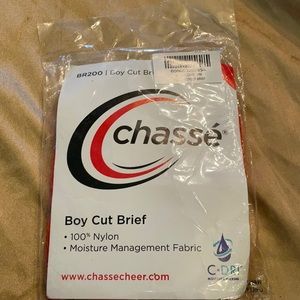 BR200 | Boy Cut Bri
chassé®
Boy Cut Brief
• 100% Nylon
• Moisture Management Fabric
C-DRI
www.chassecheer.com